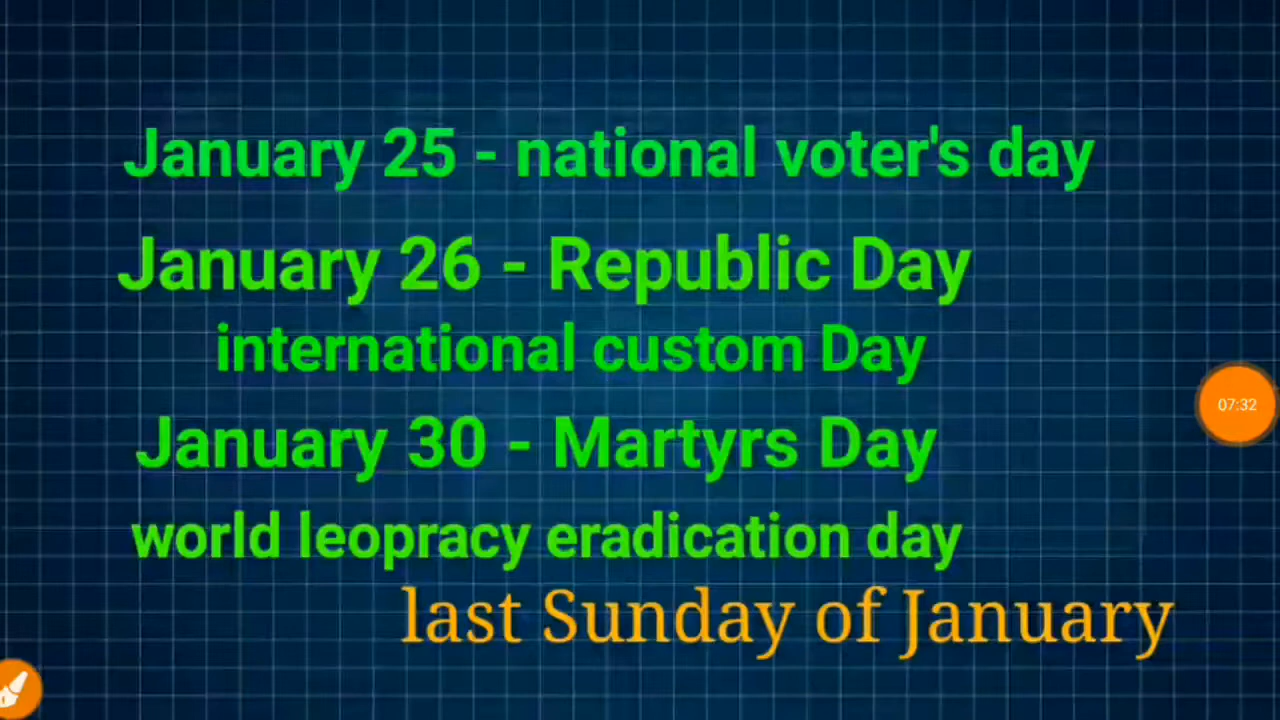 January 25 - national voter's day
January 26 - Republic Day
international custom Day
January 30 - Martyrs Day
07:32
world leopracy eradication day
last Sunday of January